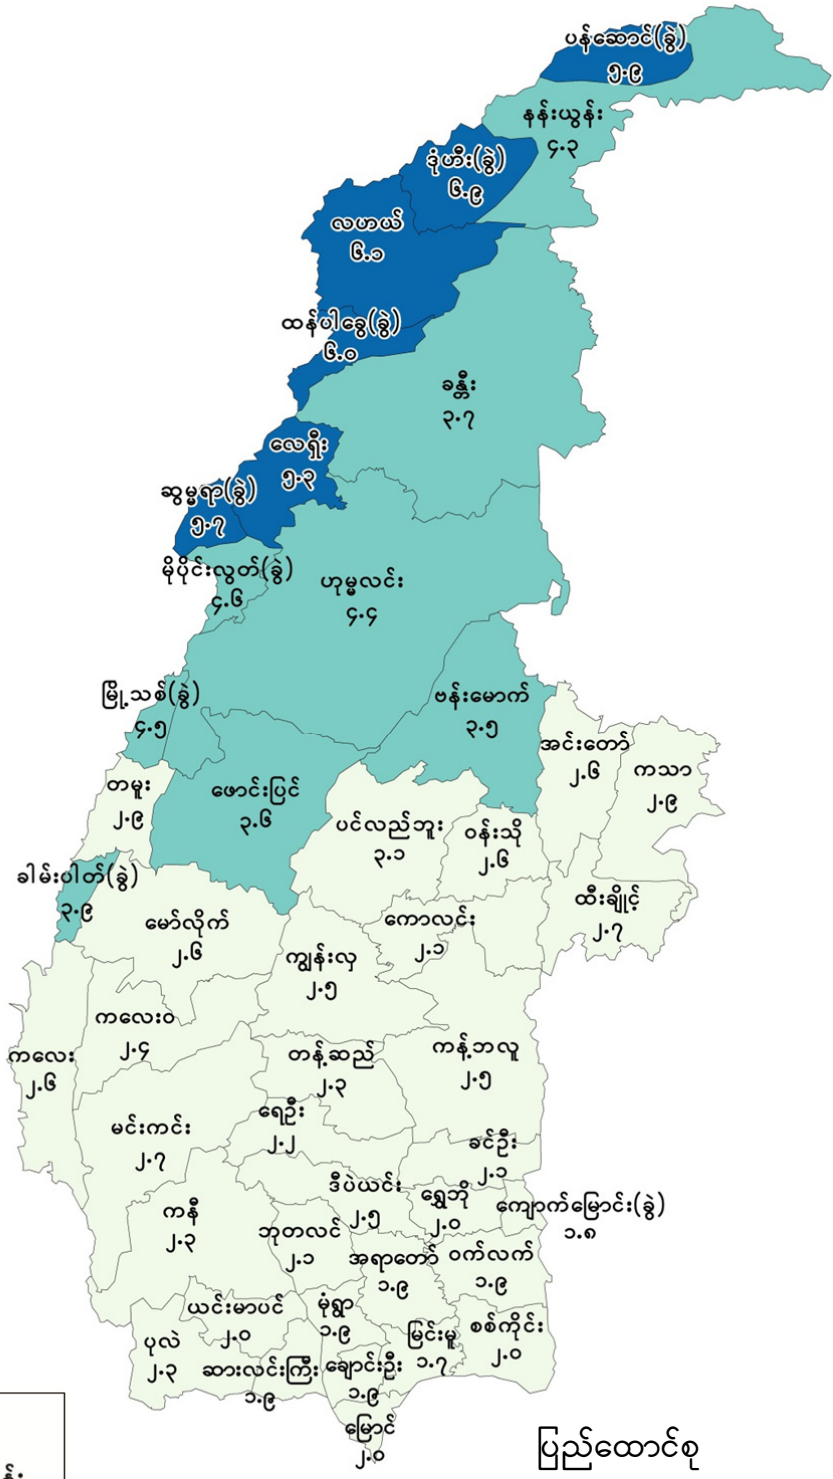 ပန်ဆောင်(ခွဲ)
၅.၉
နန်းယွန်း
၄.၃
ဒုံဟီး(ခွဲ)
၆.၉
လဟယ်
၆.၁
ထန်ပါခွေ(ခွဲ)
၆.၀
ခန္တီး
၃.၇
လေရှီး
၅.၃
ဆွမ္မရာ(ခွဲ)
၅.၇
မိုပိုင်းလွတ်(ခွဲ)
၄.၆
ဟုမ္မလင်း
၄.၄
မြို့သစ်(ခွဲ)
၄.၅
ဗန်းမောက်
၃.၅
အင်းတော်
၂.၆
ကသာ
၂.၉
တမူး
၂.၉
ဖောင်းပြင်
၃.၆
ပင်လည်ဘူး
၃.၁
ဝန်းသို
၂.၆
ခါမ်းပါတ်(ခွဲ)
၃.၉
ထီးချိုင့်
၂.၇
မော်လိုက်
၂.၆
ကောလင်း
၂.၁
ကျွန်းလှ
၂.၅
ကလေးဝ
၂.၄
ကလေး
၂.၆
တန့်ဆည်
၂.၃
ကန့်ဘလူ
၂.၅
ရေဦး
၂.၂
မင်းကင်း
၂.၇
ခင်ဦး
၂.၁
ဒီပဲယင်း
၂.၅
ရွှေဘို
၂.၀
ကျောက်မြောင်း(ခွဲ)
၁.၈
ကနီ
၂.၃
ဘုတလင်
၂.၁
အရာတော်
၁.၉
ဝက်လက်
၁.၉
ယင်းမာပင်
၂.၀
မုံရွာ
၁.၉
မြင်းမူ
၁.၇
စစ်ကိုင်း
၂.၀
ပုလဲ
၂.၃
ဆားလင်းကြီး
၁.၉
ချောင်းဦး
၁.၉
မြောင်
၂.၀
ပြည်ထောင်စု